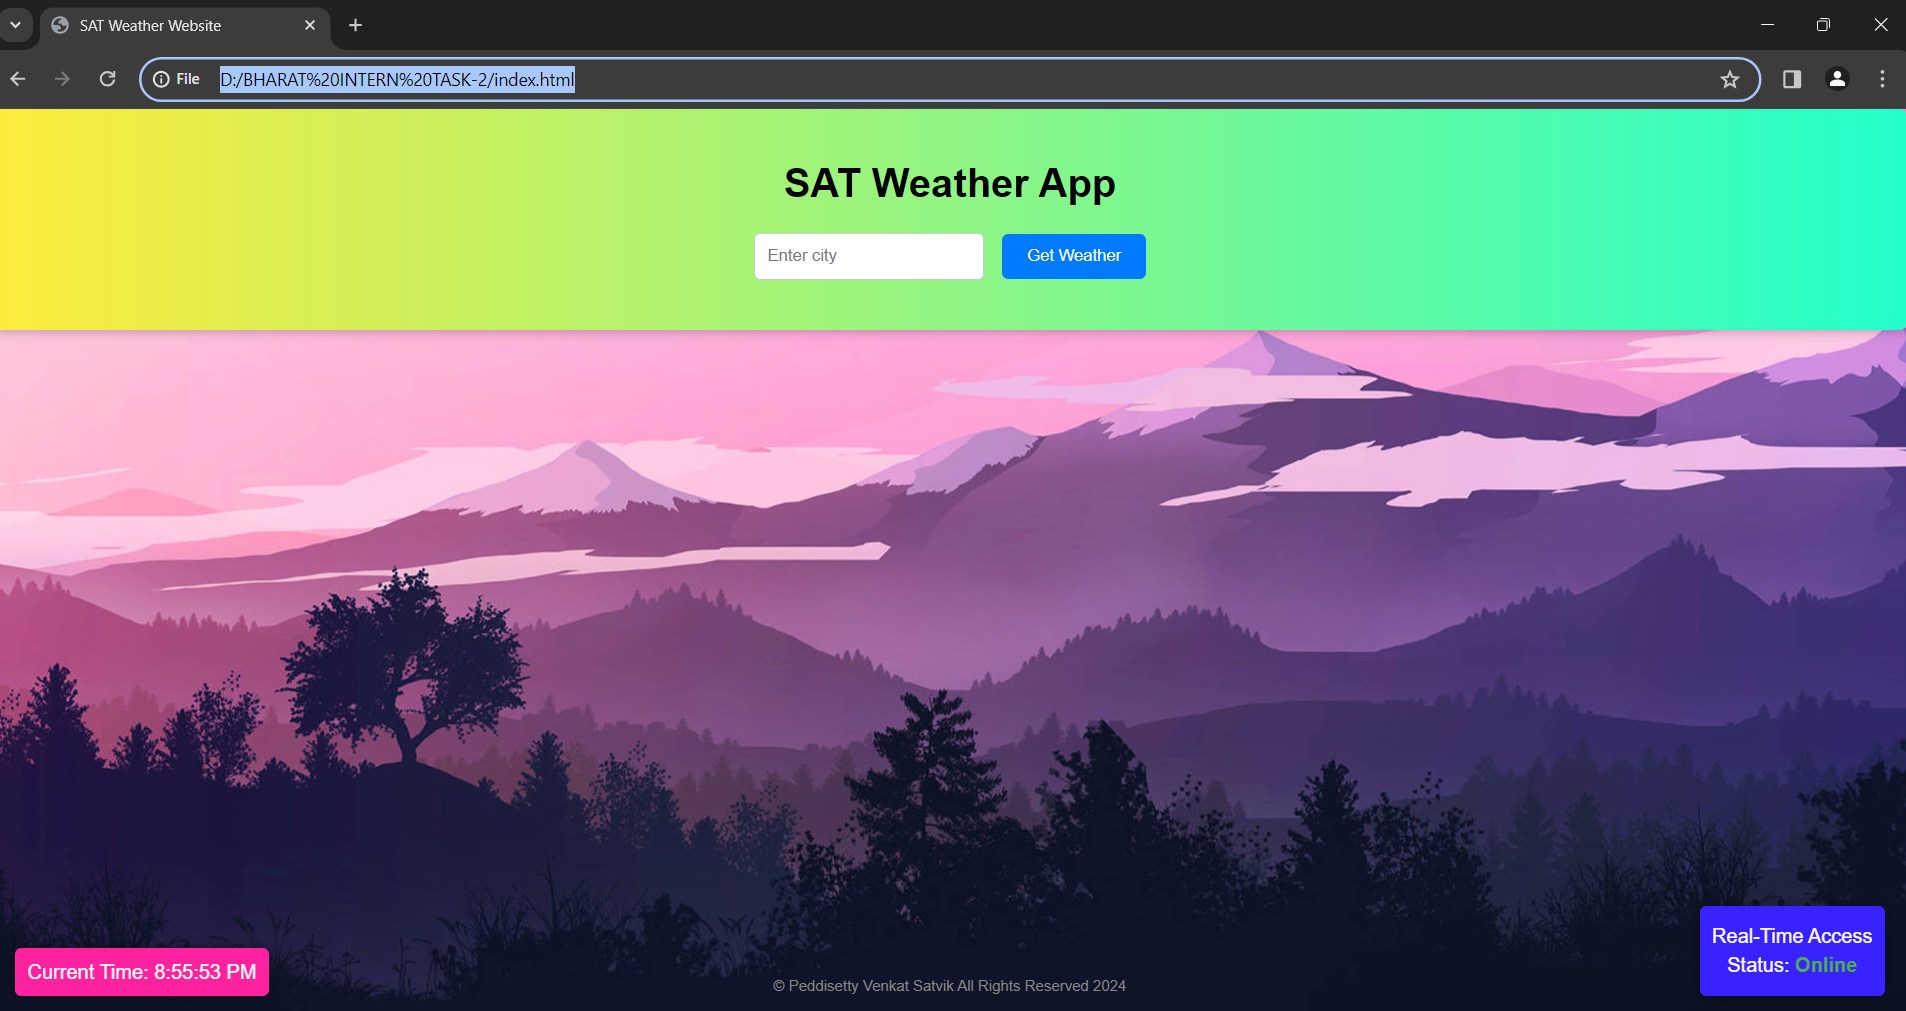 SAT Weather Website
File D:/BHARAT%20INTERN%20TASK-2/index.html
SAT Weather App
Enter city
Get Weather
Real-Time Access
Status: Online
Current Time: 8:55:53 PM
© Peddisetty Venkat Satvik All Rights Reserved 2024